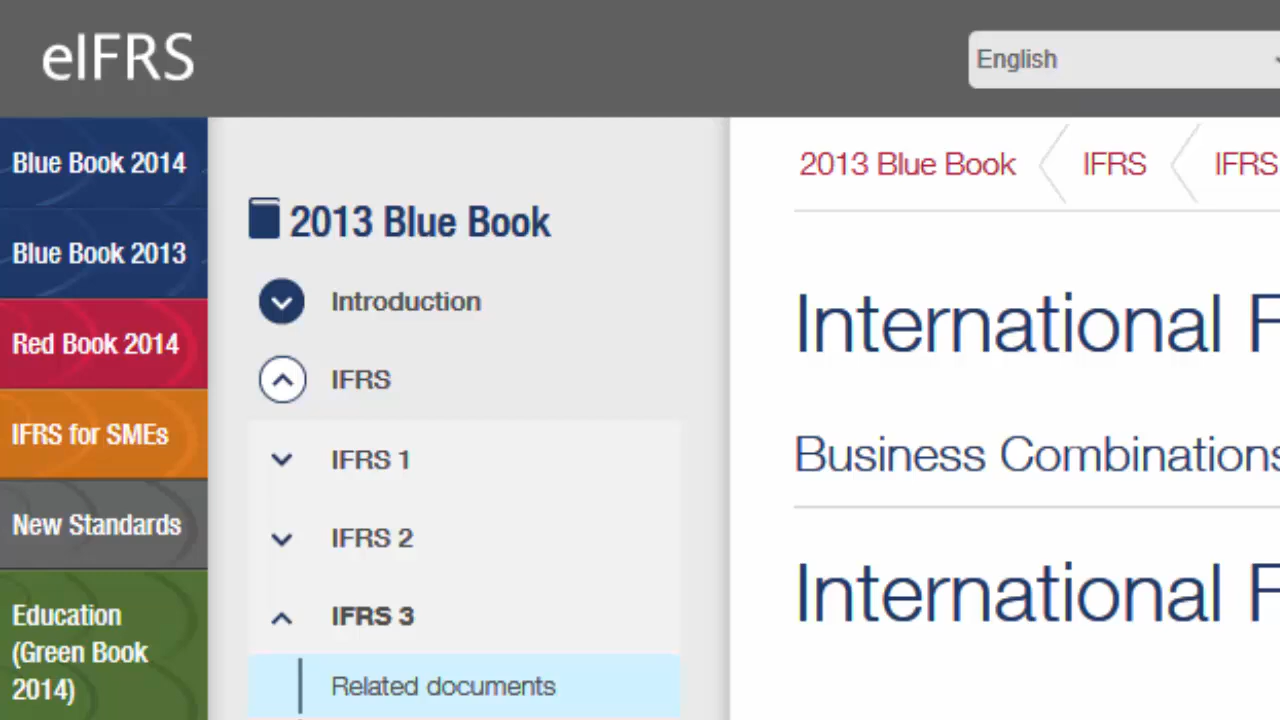 eIFRS
English
Blue Book 2014
Blue Book 2013
Red Book 2014
IFRS for SMEs
New Standards
Education
(Green Book
2014)
2013 Blue Book
Introduction
IFRS
IFRS 1
IFRS 2
IFRS 3
Related documents
2013 Blue Book
IFRS
IFRS
International F
Business Combinations
International F